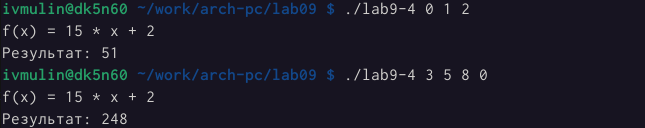 ivmulin@dk5n60 ~/work/arch-pc/lab09 $ ./lab9-4 0 1 2
f(x) = 15 * x + 2
Результат: 51
ivmulin@dk5n60 ~/work/arch-pc/lab09 $ ./lab9-4 3 5 8 0
f(x) = 15 * x + 2
Результат: 248